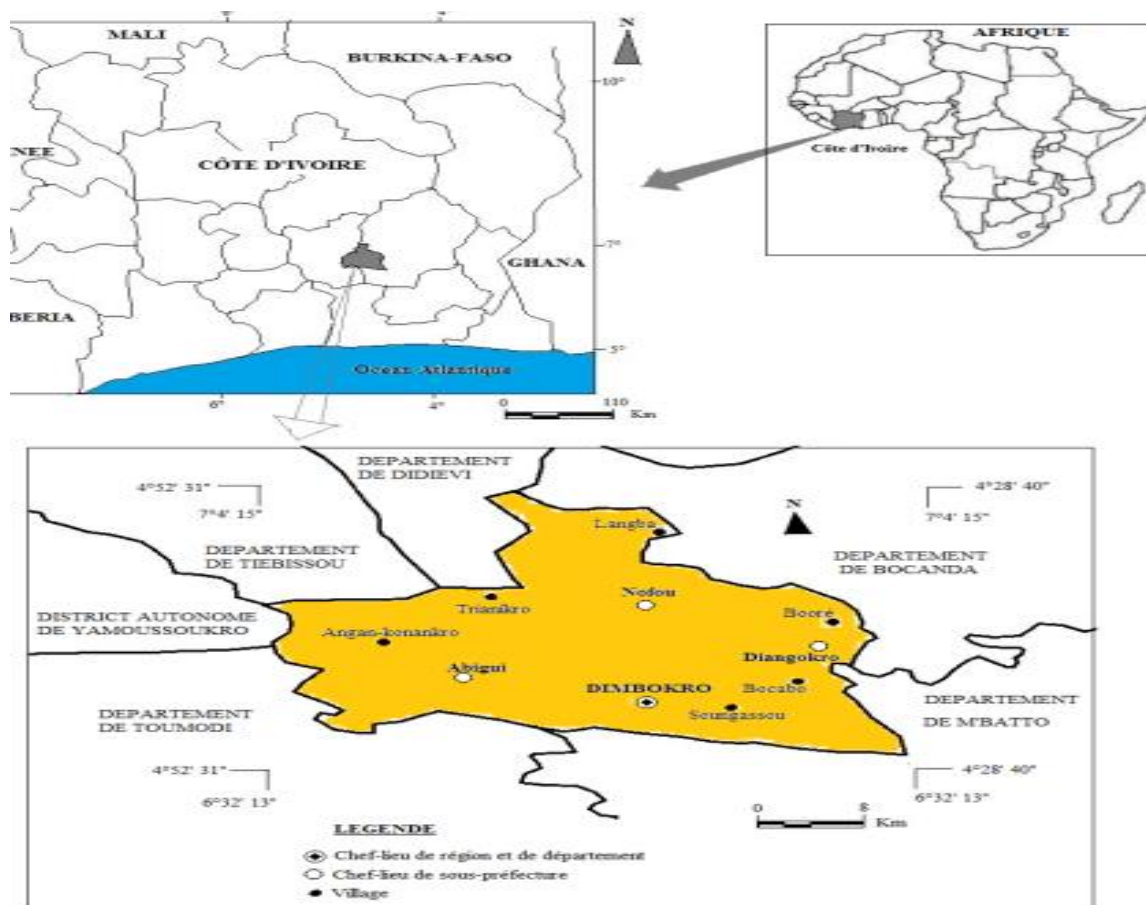 MALI
BURKINA-FASO
N
10°
NEE
CÔTE D'IVOIRE
7°
GHANA
BERIA
5°
Ocean Atlantique
6°
4°
0 110
Km
AFRIQUE
Côte d'Ivoire
DEPARTEMENT
DE DIDIEVI
4°52' 31"
7°4' 15"
4°28' 40"
7°4' 15"
N
Langba
DEPARTEMENT
DE TIEBISSOU
DEPARTEMENT
DE BOCANDA
Trianikro
Nofou
Booré
DISTRICT AUTONOME
DE YAMOUSSOUKRO
Angan-konankro
Diangokro
Abigui
DIMBOKRO
Bocabo
Soungassou
DEPARTEMENT
DE TOUMODI
DEPARTEMENT
DE M'BATTO
4°52' 31"
6°32' 13"
4°28' 40"
6°32' 13"
0 8
Km
LEGENDE
Chef-lieu de région et de département
Chef-lieu de sous-préfecture
Village